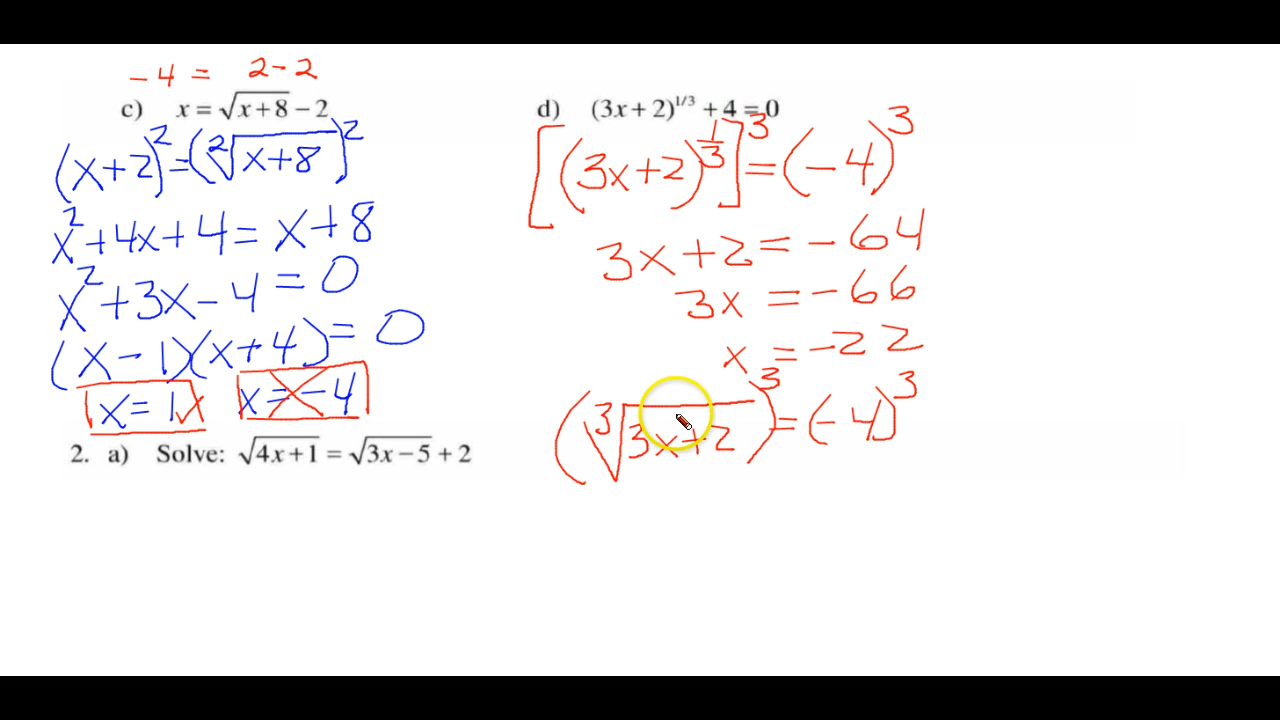 -4 = 2-2
c) x = √(x+8) - 2
(x+2)² = (²√(x+8))²
x²+4x+4 = x+8
x²+3x-4 = 0
(x-1)(x+4) = 0
x = 1 x = -4
d) (3x+2)^(1/3) + 4 = 0
[(3x+2)^(1/3)]³ = (-4)³
3x+2 = -64
3x = -66
x = -22
(³√(3x+2))³ = (-4)³
2. a) Solve: √(4x+1) = √(3x-5) + 2